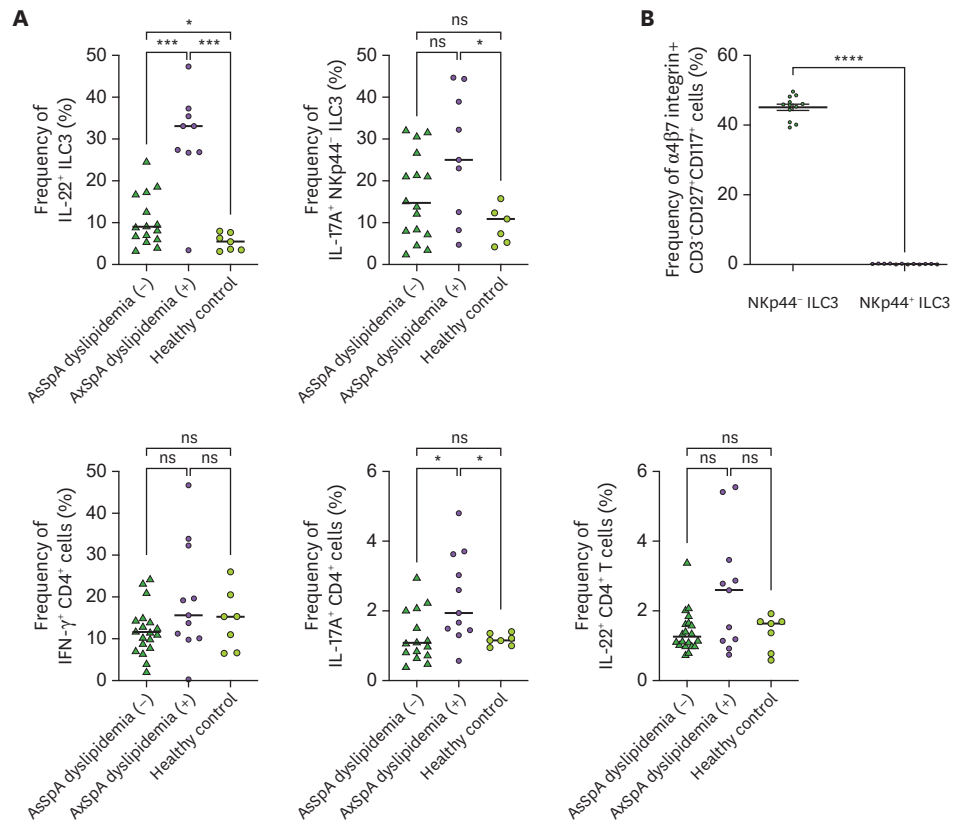 A
Frequency of
IL-22⁺ ILC3 (%)
50
40
30
20
10
0
*
***
***
AsSpA dyslipidemia (−)
AxSPA dyslipidemia (+)
Healthy control
Frequency of
IL-17A⁺ NKp44⁻ ILC3 (%)
50
40
30
20
10
0
ns
ns
*
AsSpA dyslipidemia (−)
AxSPA dyslipidemia (+)
Healthy control
B
Frequency of α4β7 integrin+
CD3⁻CD127⁺CD117⁺ cells (%)
60
40
20
0
****
NKp44⁻ ILC3
NKp44⁺ ILC3
Frequency of
IFN-γ⁺ CD4⁺ cells (%)
50
40
30
20
10
0
ns
ns
ns
AsSpA dyslipidemia (−)
AxSPA dyslipidemia (+)
Healthy control
Frequency of
IL-17A⁺ CD4⁺ cells (%)
6
4
2
0
ns
*
*
AsSpA dyslipidemia (−)
AxSPA dyslipidemia (+)
Healthy control
Frequency of
IL-22⁺ CD4⁺ T cells (%)
6
4
2
0
ns
ns
ns
AsSpA dyslipidemia (−)
AxSPA dyslipidemia (+)
Healthy control